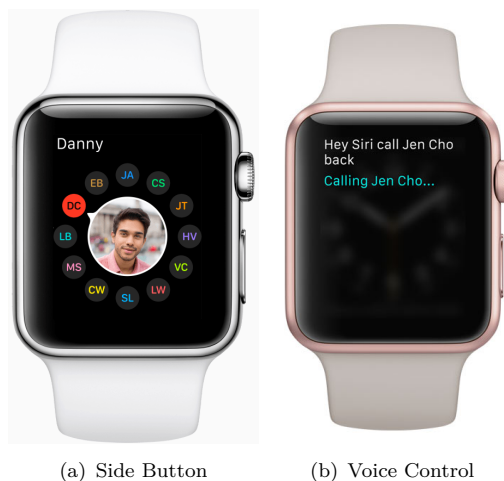 Danny
JA
EB
CS
DC
JT
LB
HV
MS
VC
CW
LW
SL
Hey Siri call Jen Cho
back
Calling Jen Cho...
(a) Side Button
(b) Voice Control